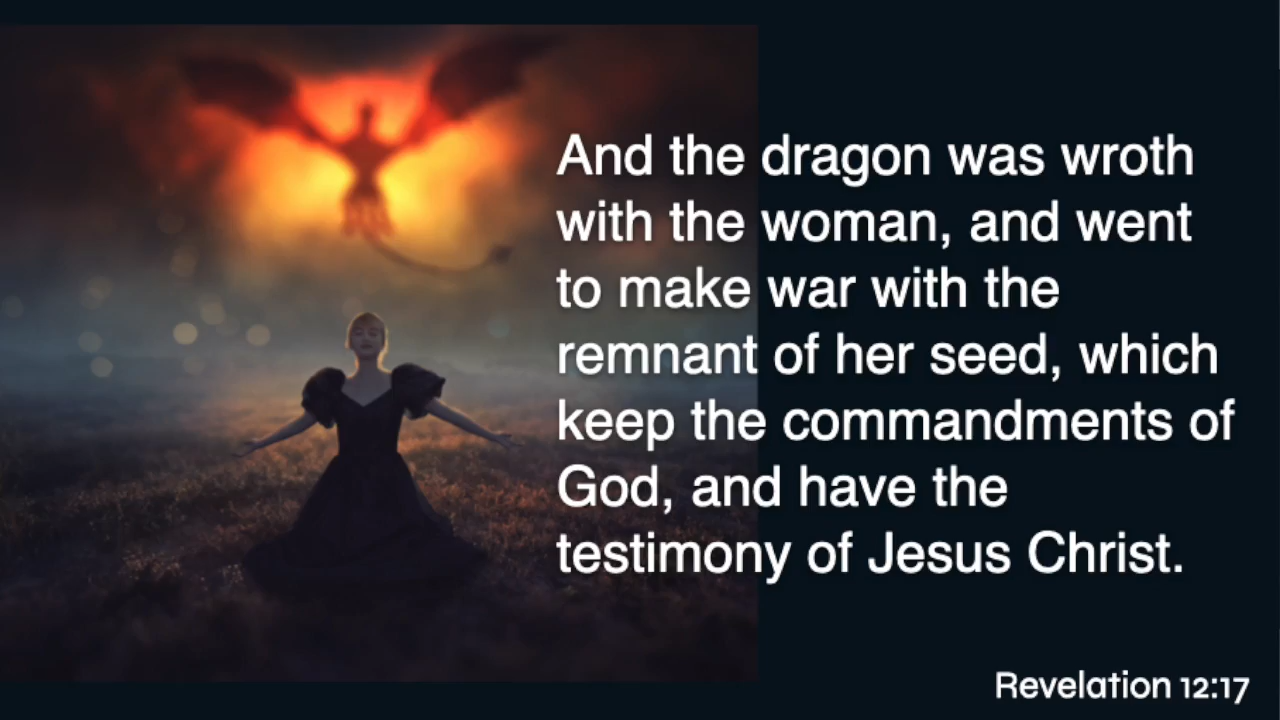 And the dragon was wroth
with the woman, and went
to make war with the
remnant of her seed, which
keep the commandments of
God, and have the
testimony of Jesus Christ.
Revelation 12:17